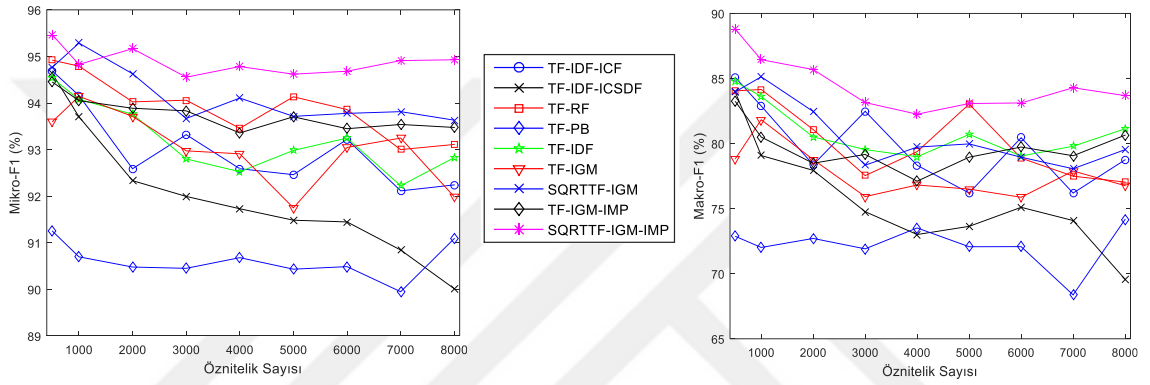 96
95
94
93
92
91
90
89
Mikro-F1 (%)
1000 2000 3000 4000 5000 6000 7000 8000
Öznitelik Sayısı
TF-IDF-ICF
TF-IDF-ICSDF
TF-RF
TF-PB
TF-IDF
TF-IGM
SQRTTF-IGM
TF-IGM-IMP
SQRTTF-IGM-IMP
90
85
80
75
70
65
Makro-F1 (%)
1000 2000 3000 4000 5000 6000 7000 8000
Öznitelik Sayısı